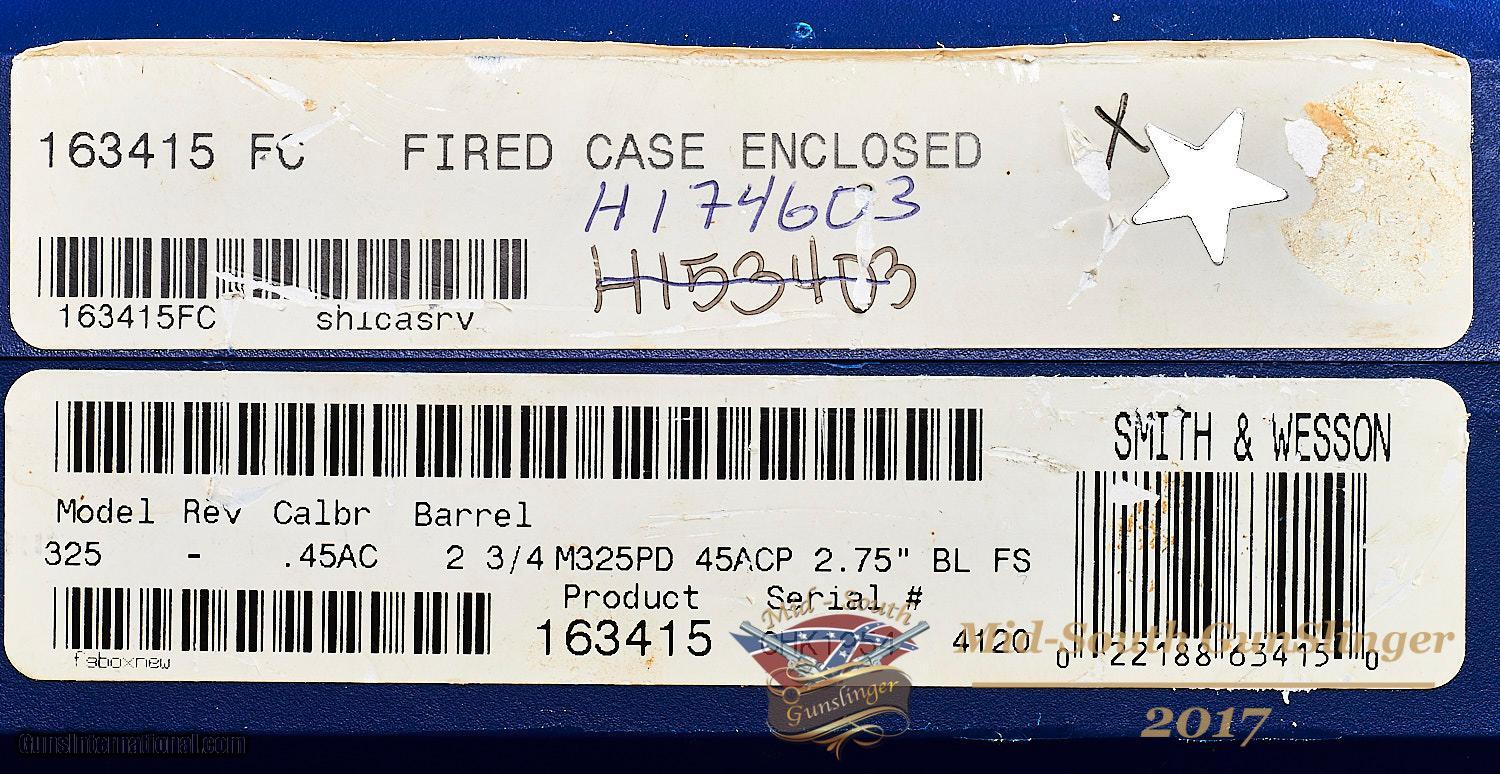 163415 FC FIRED CASE ENCLOSED
H174603
H153403
163415FC shicasrv
SMITH & WESSON
Model Rev Calbr Barrel
325 - .45AC 2 3/4 M325PD 45ACP 2.75" BL FS
Product Serial #
163415 4120
fsboxnew
0 22188 63415 0
Mid-South
Gunslinger
Mid-South GunSlinger
2017
GunsInternational.com